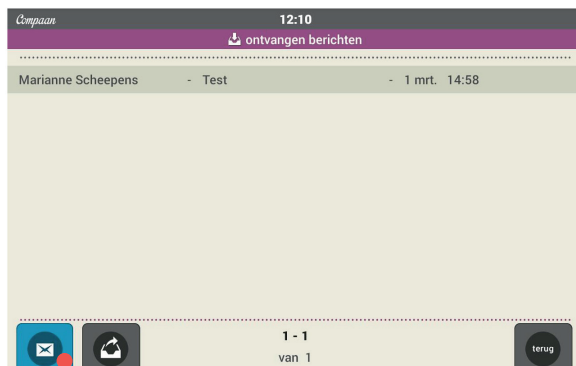 Compaan 12:10
ontvangen berichten
Marianne Scheepens - Test - 1 mrt. 14:58
1 - 1
van 1
terug